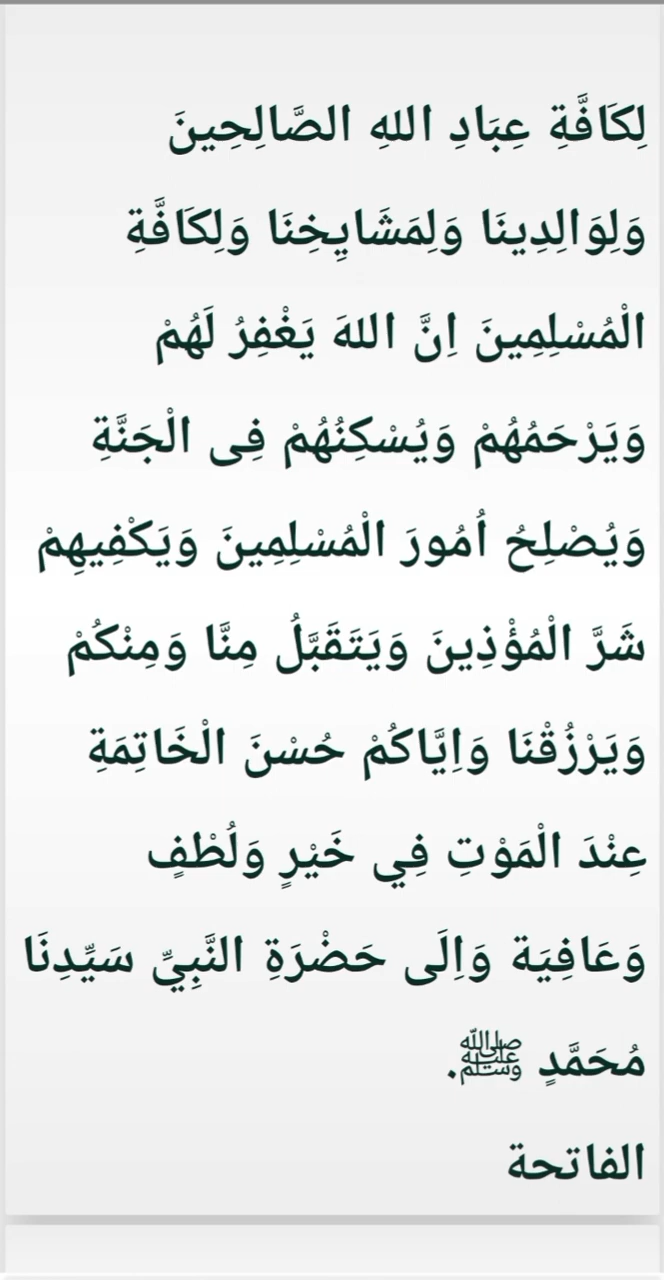 لِكَافَّةِ عِبَادِ اللهِ الصَّالِحِينَ
وَلِوَالِدِينَا وَلِمَشَايِخِنَا وَلِكَافَّةِ
الْمُسْلِمِينَ اِنَّ اللهَ يَغْفِرُ لَهُمْ
وَيَرْحَمُهُمْ وَيُسْكِنُهُمْ فِى الْجَنَّةِ
وَيُصْلِحُ اُمُورَ الْمُسْلِمِينَ وَيَكْفِيهِمْ
شَرَّ الْمُؤْذِينَ وَيَتَقَبَّلُ مِنَّا وَمِنْكُمْ
وَيَرْزُقْنَا وَاِيَّاكُمْ حُسْنَ الْخَاتِمَةِ
عِنْدَ الْمَوْتِ فِي خَيْرٍ وَلُطْفٍ
وَعَافِيَة وَاِلَى حَضْرَةِ النَّبِيِّ سَيِّدِنَا
مُحَمَّدٍ ﷺ.
الفاتحة